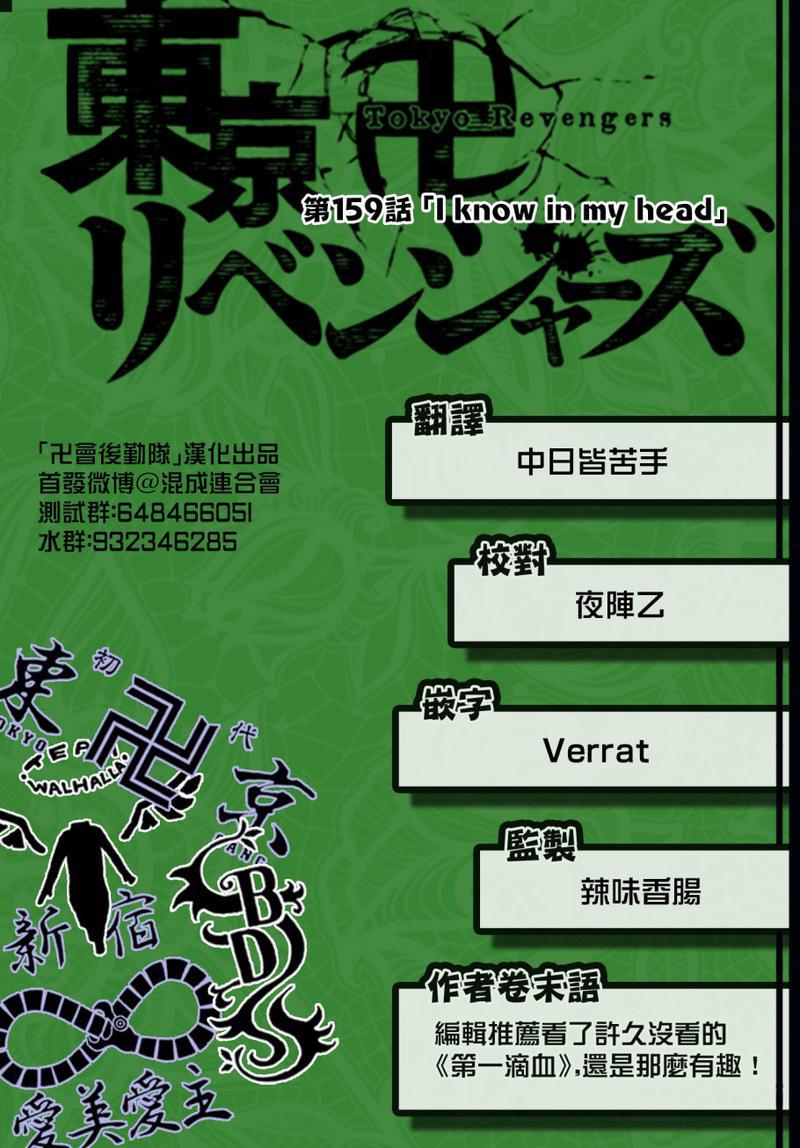 東京卍
Tokyo Revengers
第159話「I know in my head」
リベンジャーズ
「卍會後勤隊」漢化出品
首發微博@混成連合會
測試群:648466051
水群:932346285
翻譯
中日皆苦手
校對
夜陣乙
嵌字
Verrat
監製
辣味香腸
作者卷末語
編輯推薦看了許久沒看的
《第一滴血》,還是那麼有趣！
初代
東卍京
TOKYO
WALHALLA
新宿
BD
愛美愛主